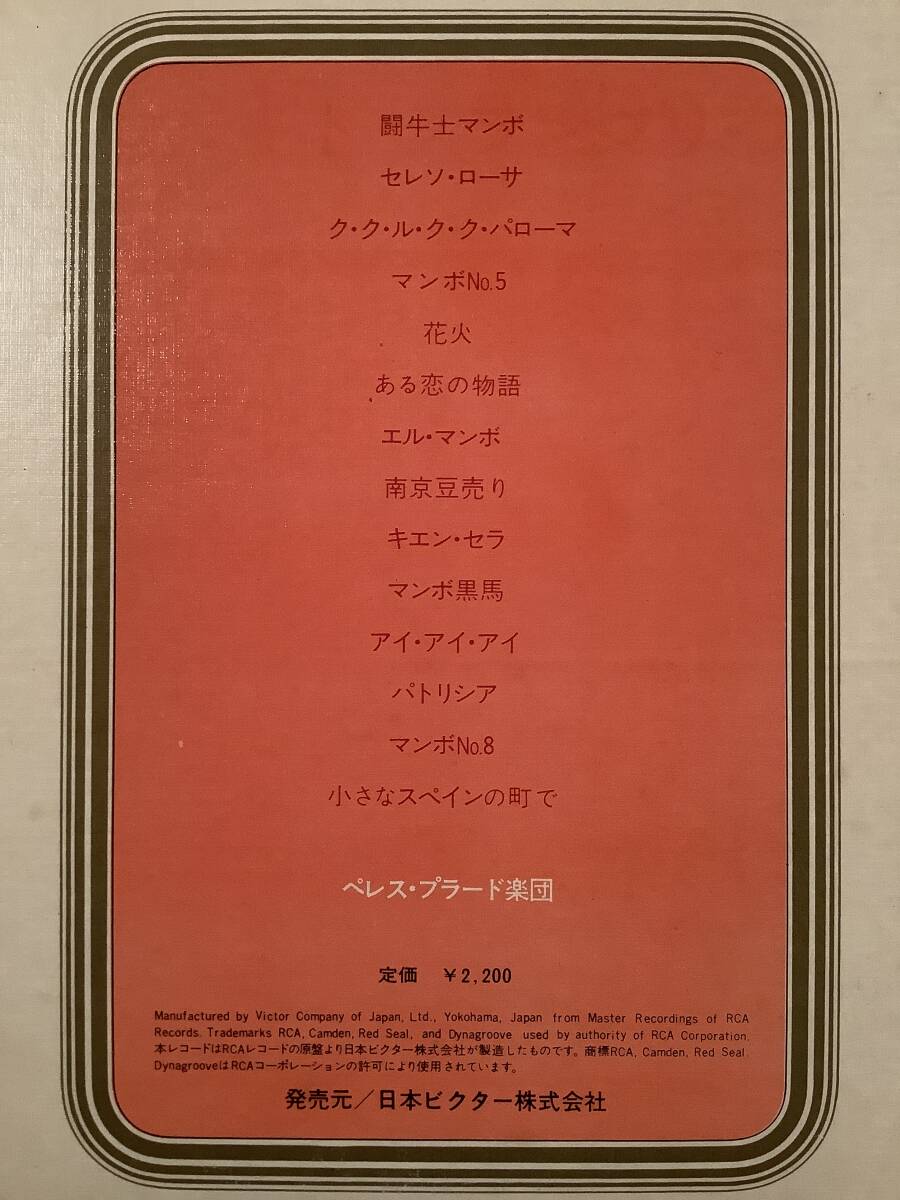 闘牛士マンボ
セレソ・ローサ
ク・ク・ル・ク・ク・パローマ
マンボNo.5
花火
ある恋の物語
エル・マンボ
南京豆売り
キエン・セラ
マンボ黒馬
アイ・アイ・アイ
パトリシア
マンボNo.8
小さなスペインの町で
ペレス・プラード楽団
定価 ¥2,200
Manufactured by Victor Company of Japan, Ltd., Yokohama, Japan from Master Recordings of RCA
Records. Trademarks RCA, Camden, Red Seal, and Dynagroove used by authority of RCA Corporation.
本レコードはRCAレコードの原盤より日本ビクター株式会社が製造したものです。商標RCA, Camden, Red Seal
DynagrooveはRCAコーポレーションの許可により使用されています。
発売元/日本ビクター株式会社